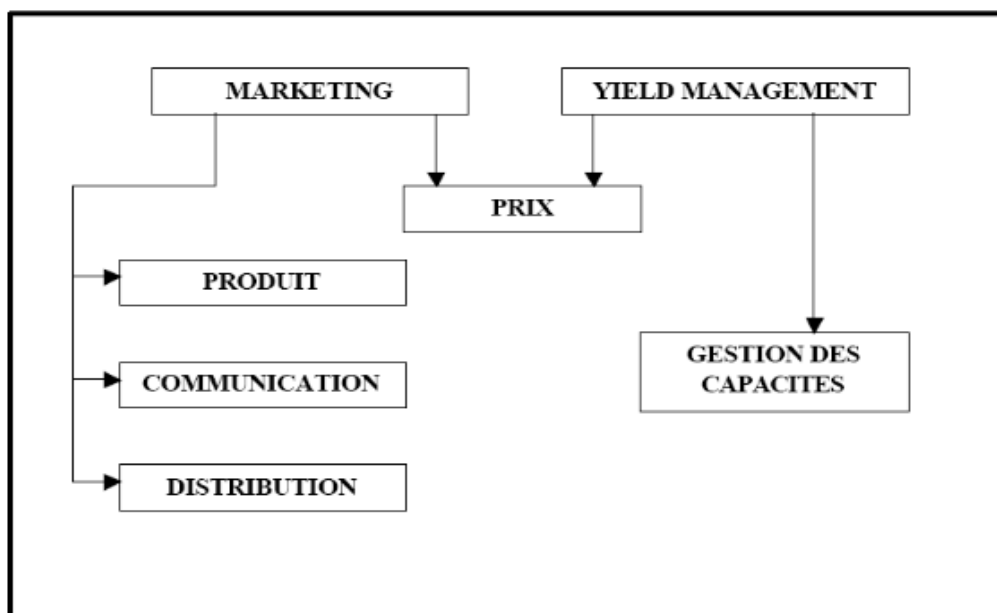 MARKETING
YIELD MANAGEMENT
PRIX
PRODUIT
COMMUNICATION
DISTRIBUTION
GESTION DES
CAPACITES